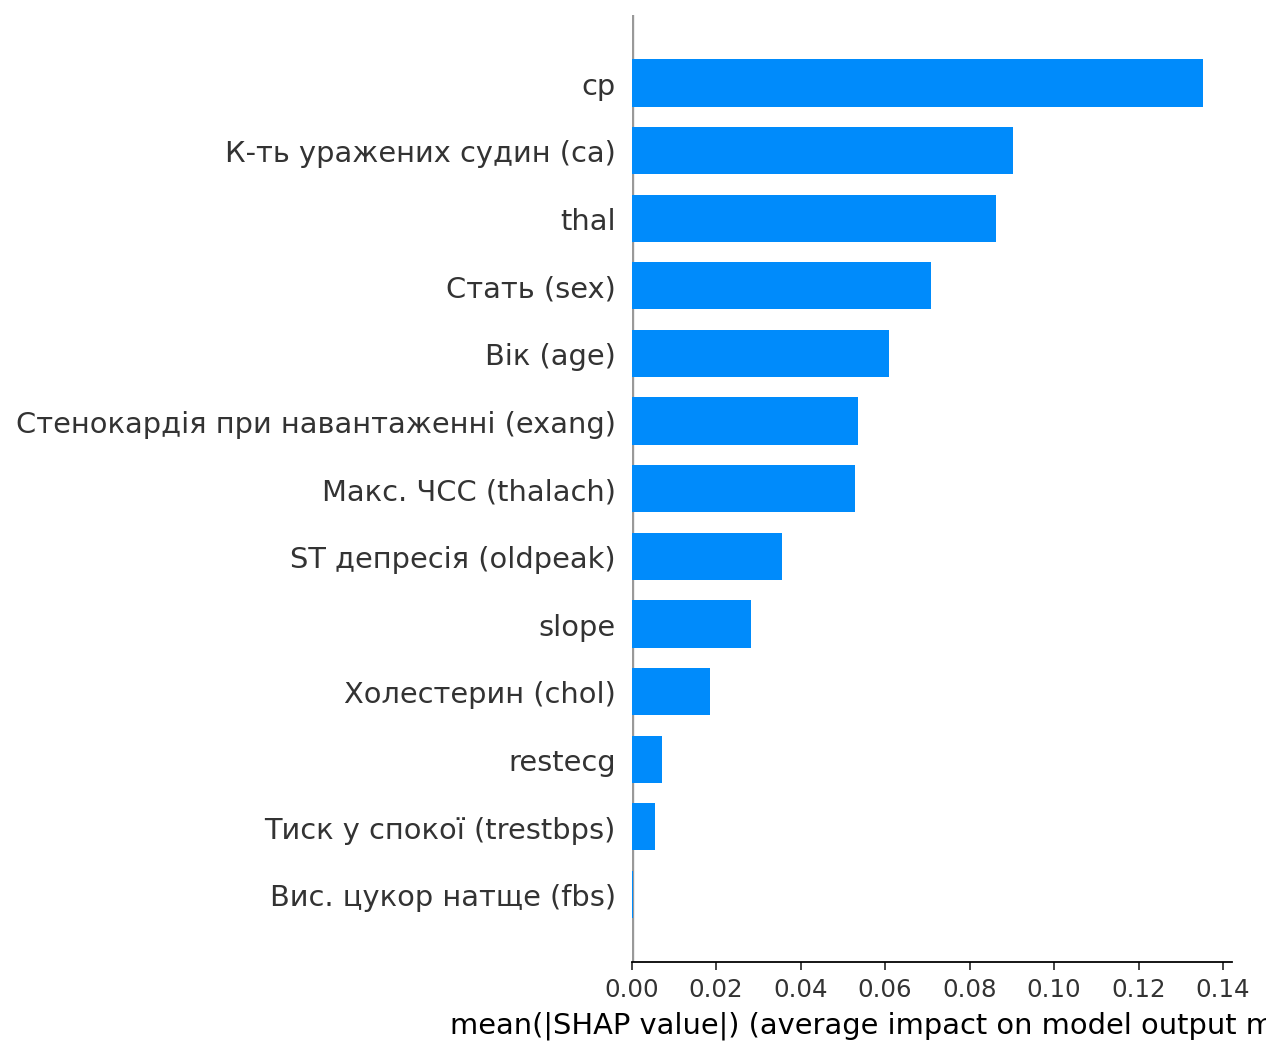 cp
К-ть уражених судин (ca)
thal
Стать (sex)
Вік (age)
Стенокардія при навантаженні (exang)
Макс. ЧСС (thalach)
ST депресія (oldpeak)
slope
Холестерин (chol)
restecg
Тиск у спокої (trestbps)
Вис. цукор натще (fbs)
0.00 0.02 0.04 0.06 0.08 0.10 0.12 0.14
mean(|SHAP value|) (average impact on model output